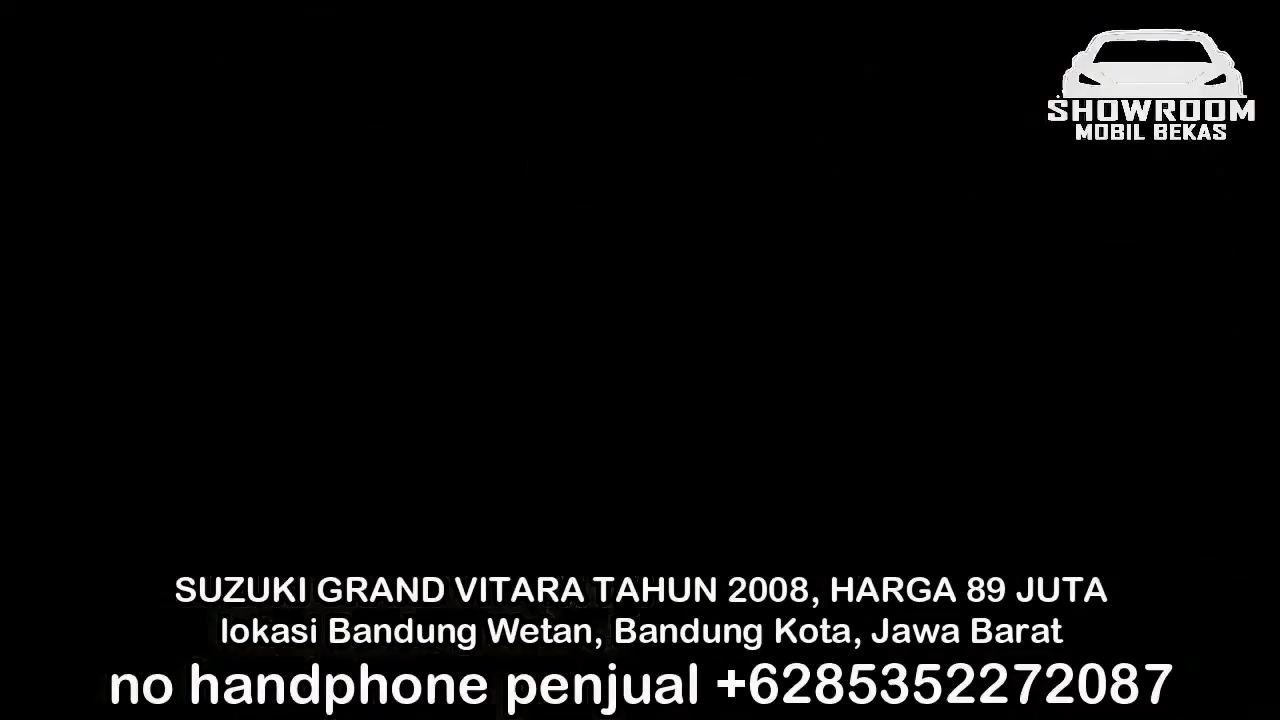 SHOWROOM
MOBIL BEKAS
SUZUKI GRAND VITARA TAHUN 2008, HARGA 89 JUTA
lokasi Bandung Wetan, Bandung Kota, Jawa Barat
no handphone penjual +6285352272087